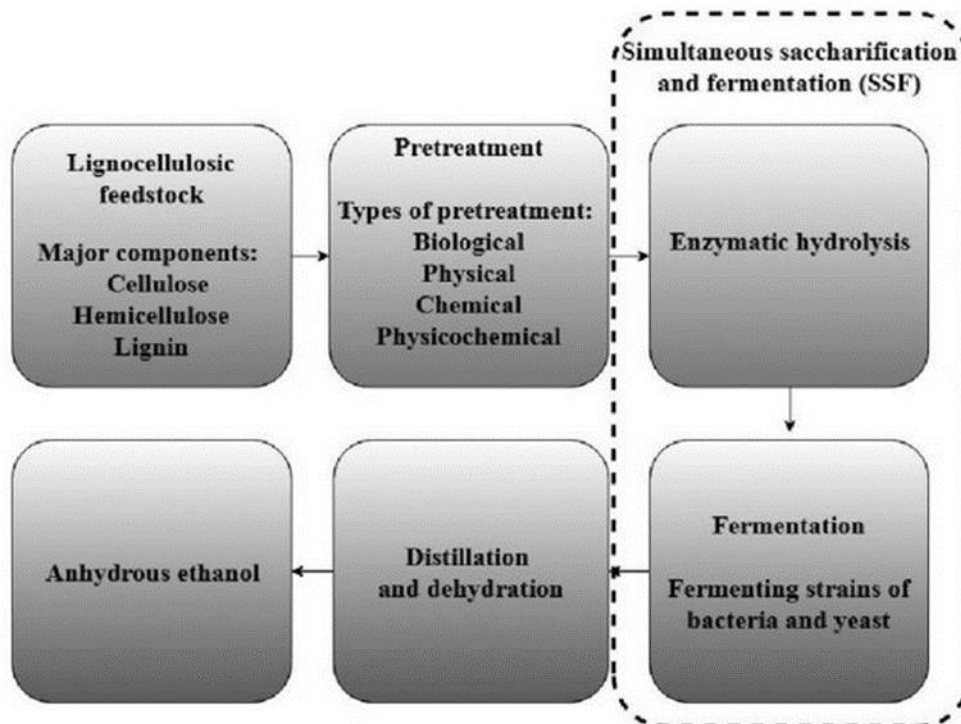 Simultaneous saccharification
and fermentation (SSF)
Lignocellulosic
feedstock
Major components:
Cellulose
Hemicellulose
Lignin
Pretreatment
Types of pretreatment:
Biological
Physical
Chemical
Physicochemical
Enzymatic hydrolysis
Fermentation
Fermenting strains of
bacteria and yeast
Distillation
and dehydration
Anhydrous ethanol